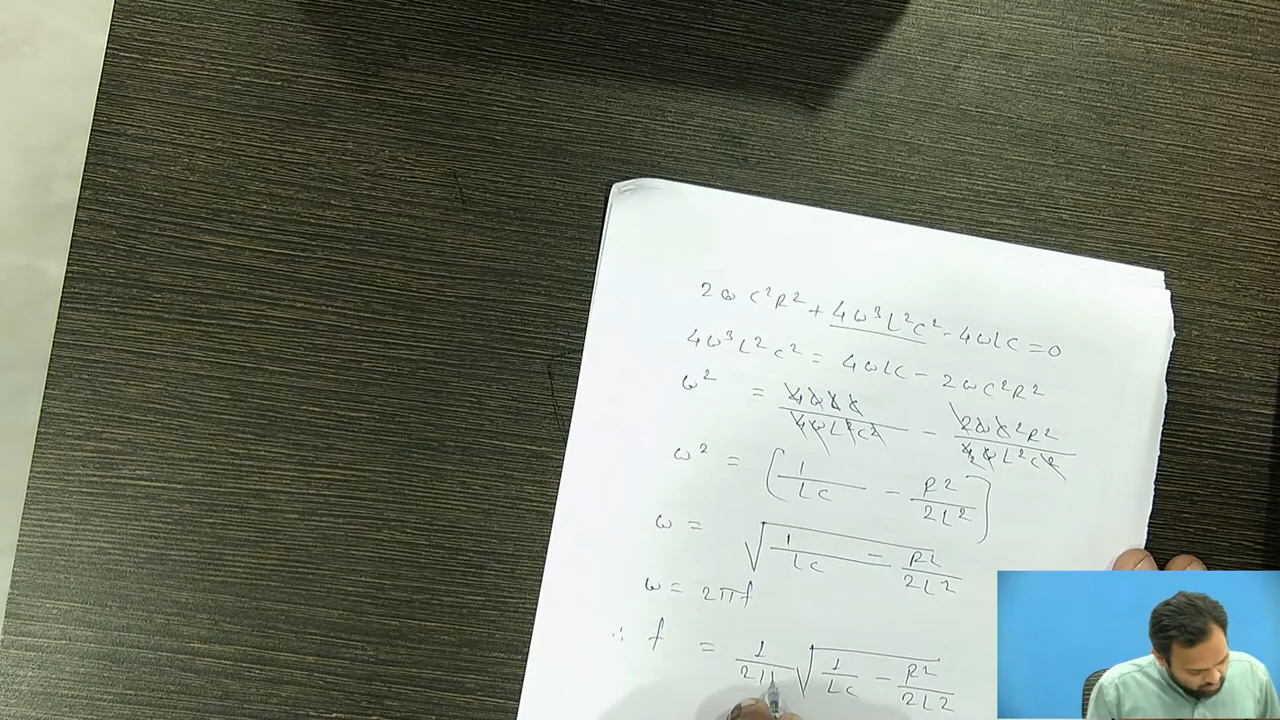 2ωC²R² + 4ω³L²C² - 4ωLC = 0
4ω³L²C² = 4ωLC - 2ωC²R²
ω² = 4ωLC / 4ωL²C² - 2ωC²R² / 4ωL²C²
ω² = [1 / LC - R² / 2L²]
ω = √(1 / LC - R² / 2L²)
ω = 2πf
∴ f = 1 / 2π √(1 / LC - R² / 2L²)